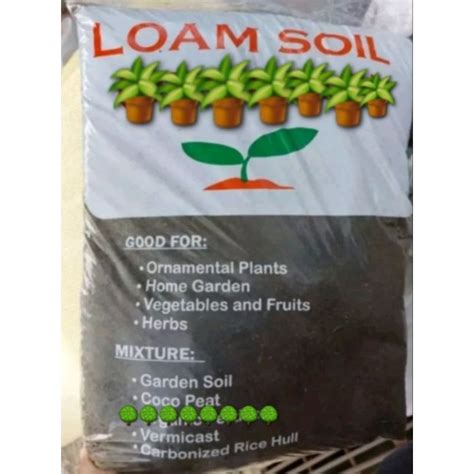 LOAM SOIL
GOOD FOR:
• Ornamental Plants
• Home Garden
• Vegetables and Fruits
• Herbs
MIXTURE:
• Garden Soil
• Coco Peat
• Vermicast
• Carbonized Rice Hull